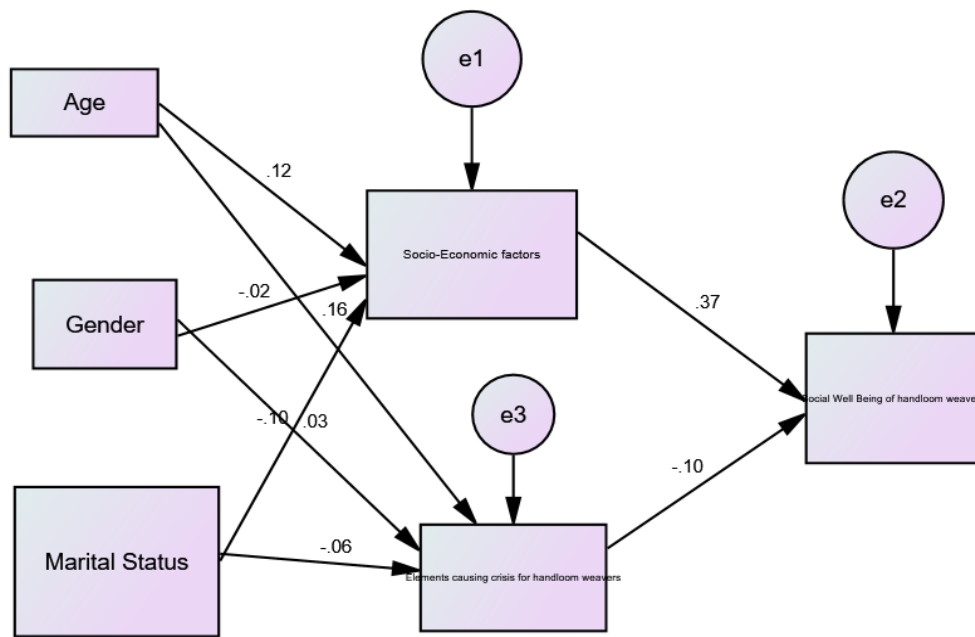 e1
Age
.12
e2
Socio-Economic factors
-.02
.16
.37
Gender
e3
Social Well Being of handloom weave
-.10
.03
-.10
-.06
Marital Status
Elements causing crisis for handloom weavers